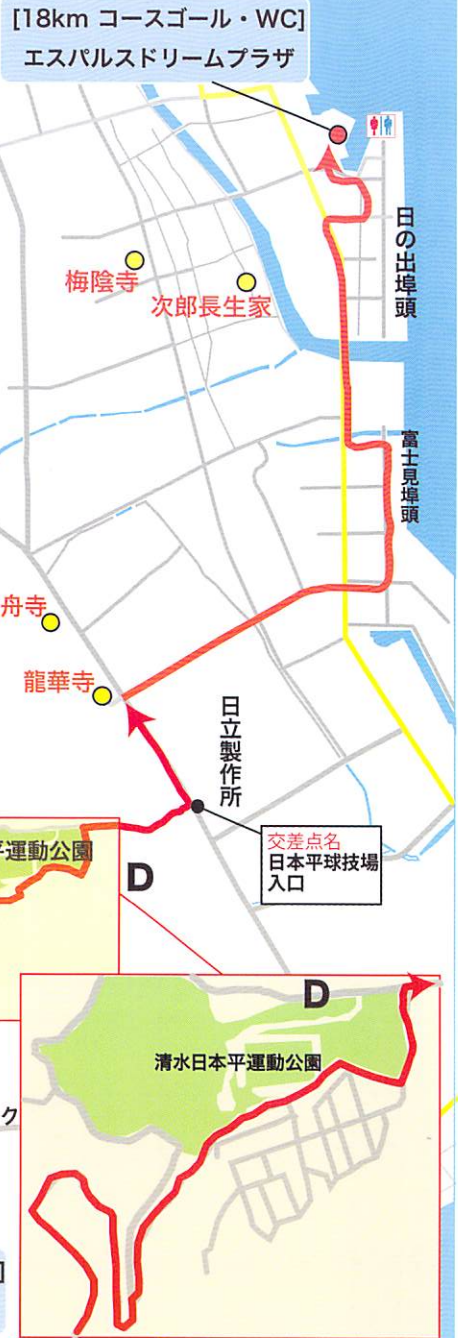 [18km コースゴール・WC]
エスパルスドリームプラザ
日の出埠頭
梅陰寺
次郎長生家
富士見埠頭
舟寺
龍華寺
日立製作所
交差点名
日本平球技場
入口
平運動公園
D
D
清水日本平運動公園
ク
]